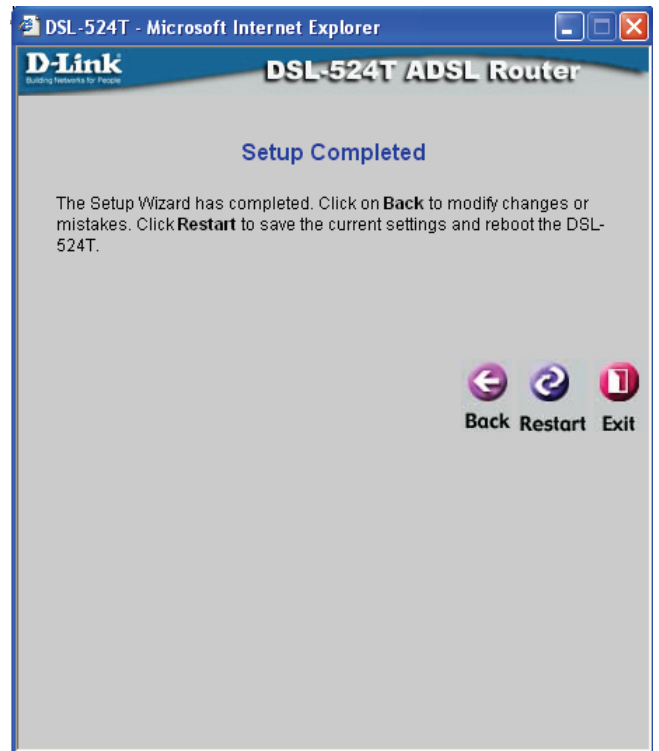 DSL-524T - Microsoft Internet Explorer
D-Link
Building Networks for People
DSL-524T ADSL Router
Setup Completed
The Setup Wizard has completed. Click on Back to modify changes or
mistakes. Click Restart to save the current settings and reboot the DSL-
524T.
Back Restart Exit